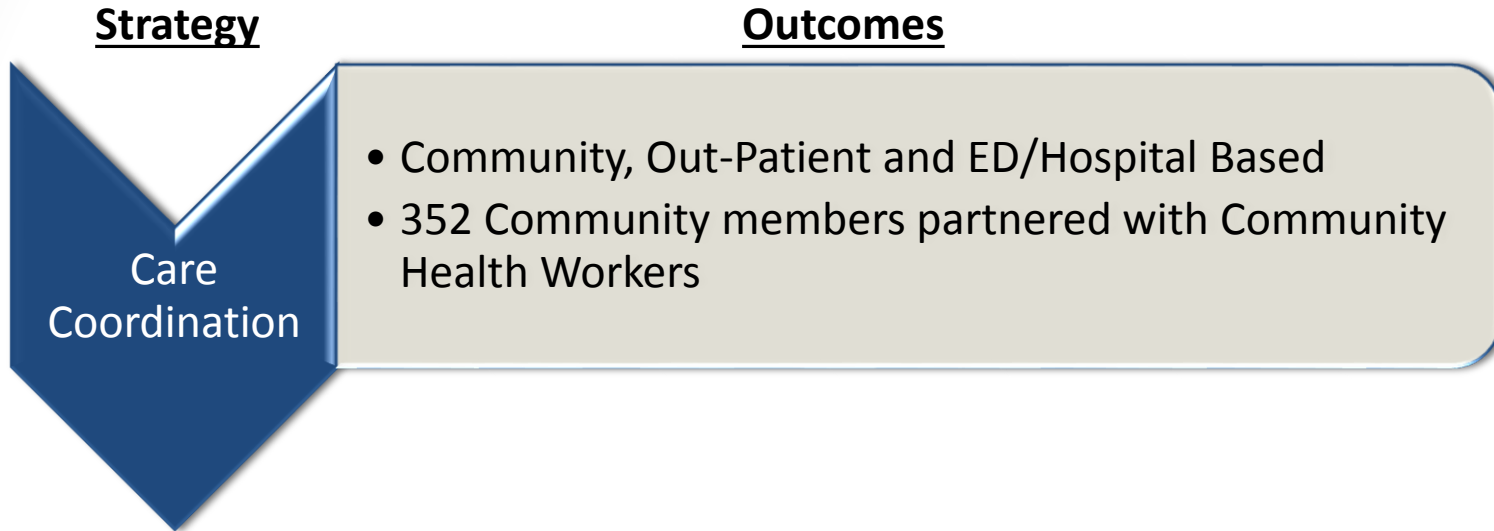 Strategy
Outcomes
Care
Coordination
• Community, Out-Patient and ED/Hospital Based
• 352 Community members partnered with Community
Health Workers